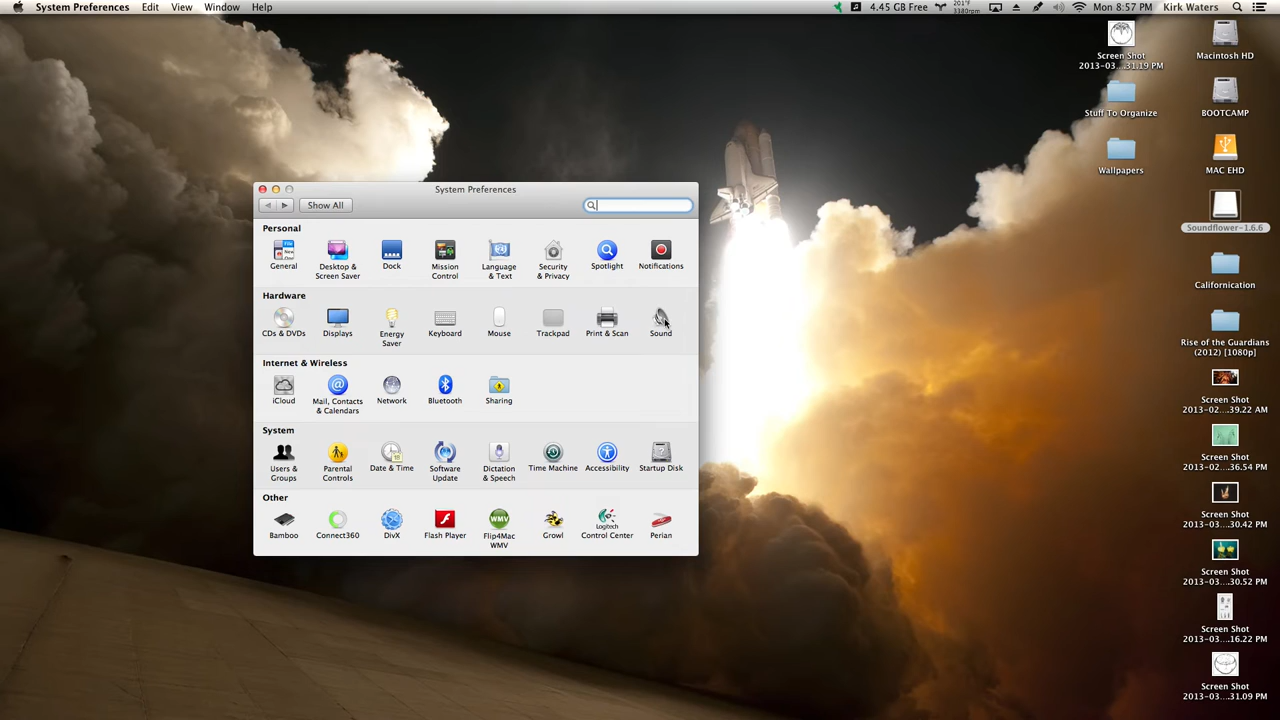 System Preferences Edit View Window Help
4.45 GB Free 201°F 3380rpm Mon 8:57 PM Kirk Waters
System Preferences
Show All
Personal
General
Desktop & Screen Saver
Dock
Mission Control
Language & Text
Security & Privacy
Spotlight
Notifications
Hardware
CDs & DVDs
Displays
Energy Saver
Keyboard
Mouse
Trackpad
Print & Scan
Sound
Internet & Wireless
iCloud
Mail, Contacts & Calendars
Network
Bluetooth
Sharing
System
Users & Groups
Parental Controls
Date & Time
Software Update
Dictation & Speech
Time Machine
Accessibility
Startup Disk
Other
Bamboo
Connect360
DivX
Flash Player
WMV
Flip4Mac WMV
Growl
Logitech Control Center
Perian
Screen Shot
2013-03....31.19 PM
Stuff To Organize
Wallpapers
Macintosh HD
BOOTCAMP
MAC EHD
Soundflower-1.6.6
Californication
Rise of the Guardians
(2012) [1080p]
Screen Shot
2013-02....39.22 AM
Screen Shot
2013-02....36.54 PM
Screen Shot
2013-03....30.42 PM
Screen Shot
2013-03....30.52 PM
Screen Shot
2013-03....16.22 PM
Screen Shot
2013-03....31.09 PM